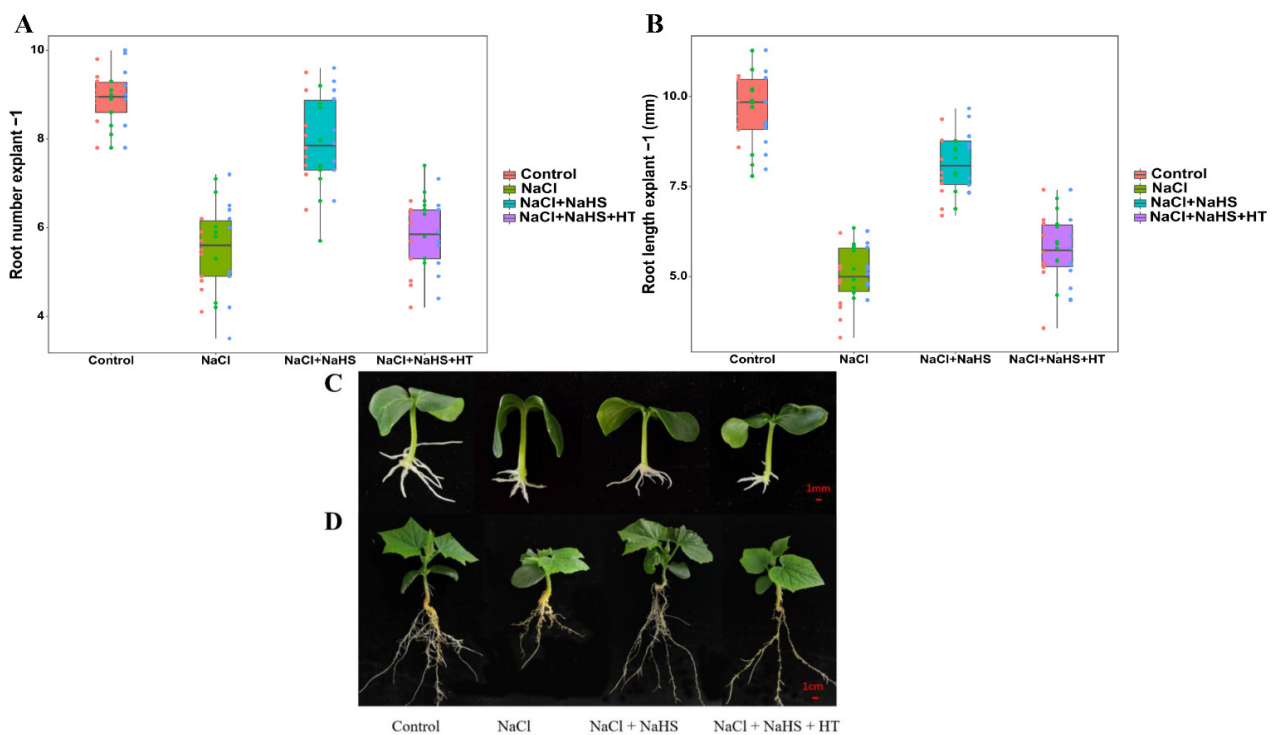 A
Root number explant −1
10
8
6
4
Control
NaCl
NaCl+NaHS
NaCl+NaHS+HT
Control
NaCl
NaCl+NaHS
NaCl+NaHS+HT
B
Root length explant −1 (mm)
10.0
7.5
5.0
Control
NaCl
NaCl+NaHS
NaCl+NaHS+HT
Control
NaCl
NaCl+NaHS
NaCl+NaHS+HT
C
1mm
D
1cm
Control NaCl NaCl + NaHS NaCl + NaHS + HT